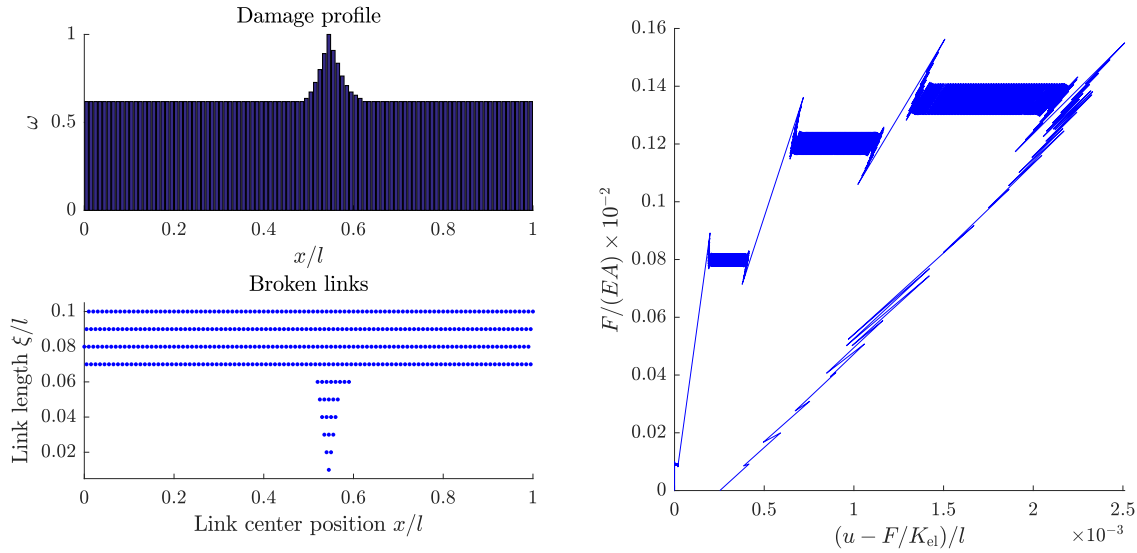 Damage profile
1
0.5
0
ω
0 0.2 0.4 0.6 0.8 1
x/l
Broken links
0.1
0.08
0.06
0.04
0.02
Link length ξ/l
0 0.2 0.4 0.6 0.8 1
Link center position x/l
0.16
0.14
0.12
0.1
0.08
0.06
0.04
0.02
0
F/(EA) × 10⁻²
0 0.5 1 1.5 2 2.5
×10⁻³
(u − F/K_el)/l